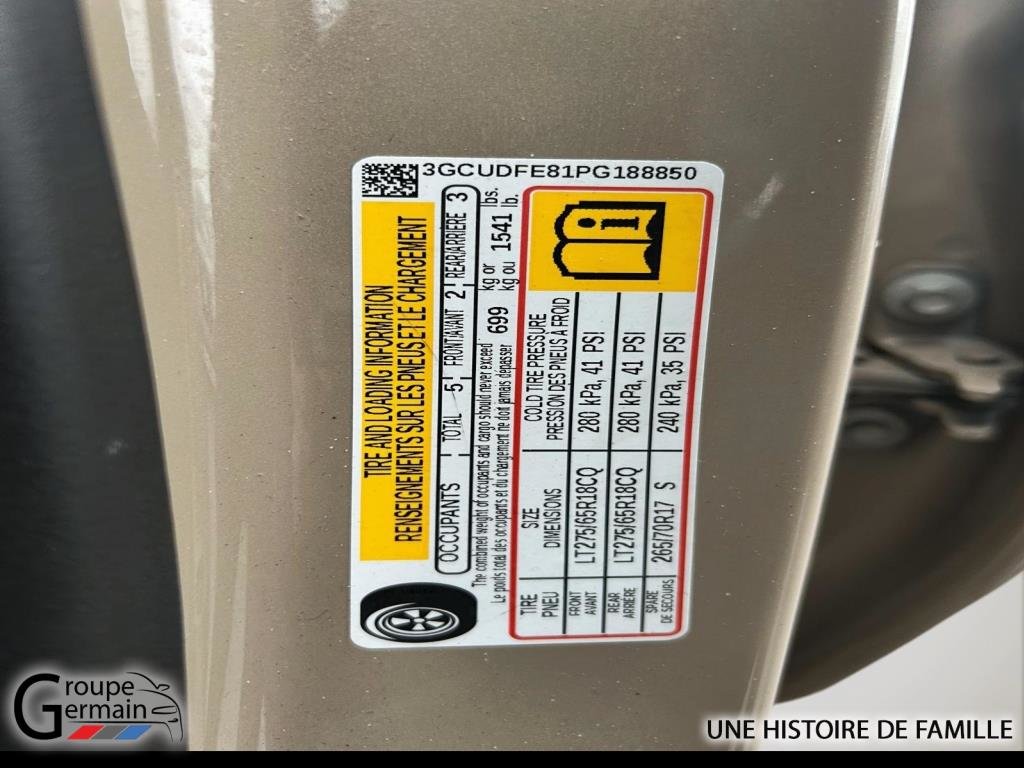 3GCUDFE81PG188850
TIRE AND LOADING INFORMATION
RENSEIGNEMENTS SUR LES PNEUS ET LE CHARGEMENT
OCCUPANTS TOTAL 5 FRONT/AVANT 2 REAR/ARRIERE 3
The combined weight of occupants and cargo should never exceed 699 kg or 1541 lbs.
Le poids total des occupants et du chargement ne doit jamais dépasser kg ou lb.
TIRE SIZE COLD TIRE PRESSURE
PNEU DIMENSIONS PRESSION DES PNEUS À FROID
FRONT
AVANT LT275/65R18CQ 280 kPa, 41 PSI
REAR
ARRIERE LT275/65R18CQ 280 kPa, 41 PSI
SPARE
DE SECOURS 265/70R17 S 240 kPa, 35 PSI
Groupe
Germain
UNE HISTOIRE DE FAMILLE